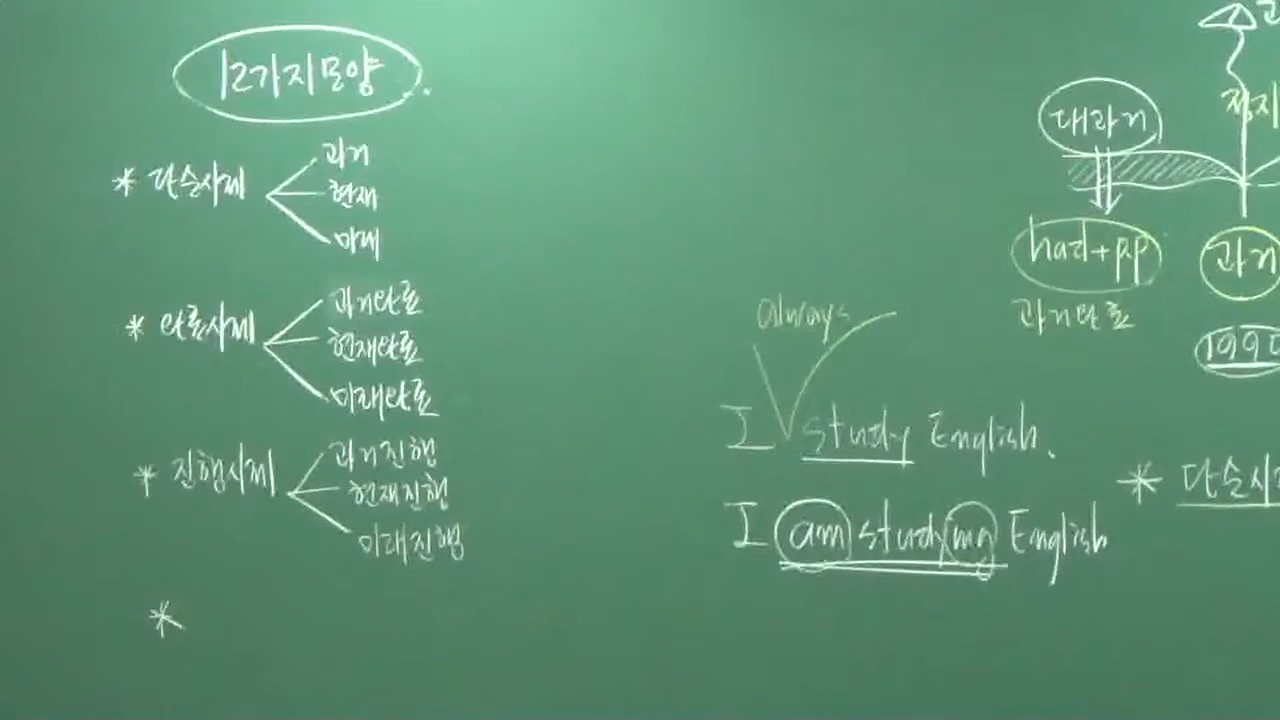 12가지모양
* 단순시제
과거
현재
미래
* 완료시제
과거완료
현재완료
미래완료
* 진행시제
과거진행
현재진행
미래진행
*
always
I study English.
I am studying English
대과거
had+pp
과거완료
과거
199
* 단순시